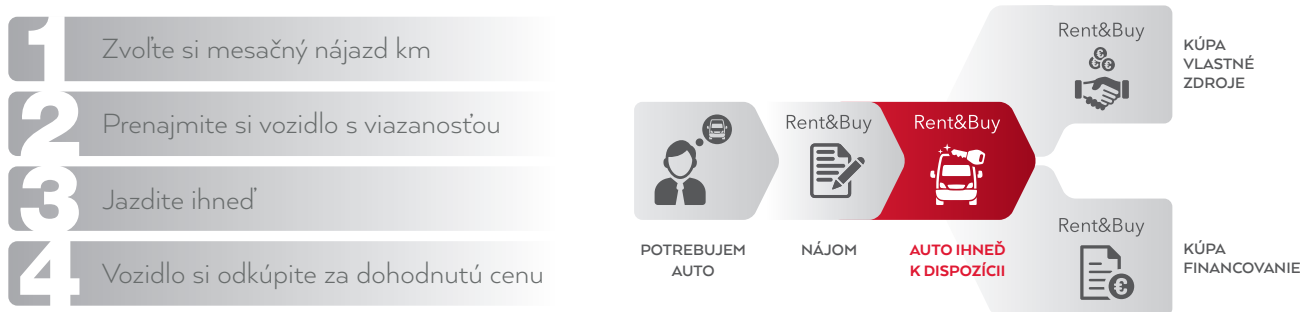 1
Zvoľte si mesačný nájazd km
2
Prenajmite si vozidlo s viazanosťou
3
Jazdite ihneď
4
Vozidlo si odkúpite za dohodnutú cenu
POTREBUJEM
AUTO
Rent&Buy
NÁJOM
Rent&Buy
AUTO IHNEĎ
K DISPOZÍCII
Rent&Buy
KÚPA
VLASTNÉ
ZDROJE
Rent&Buy
KÚPA
FINANCOVANIE